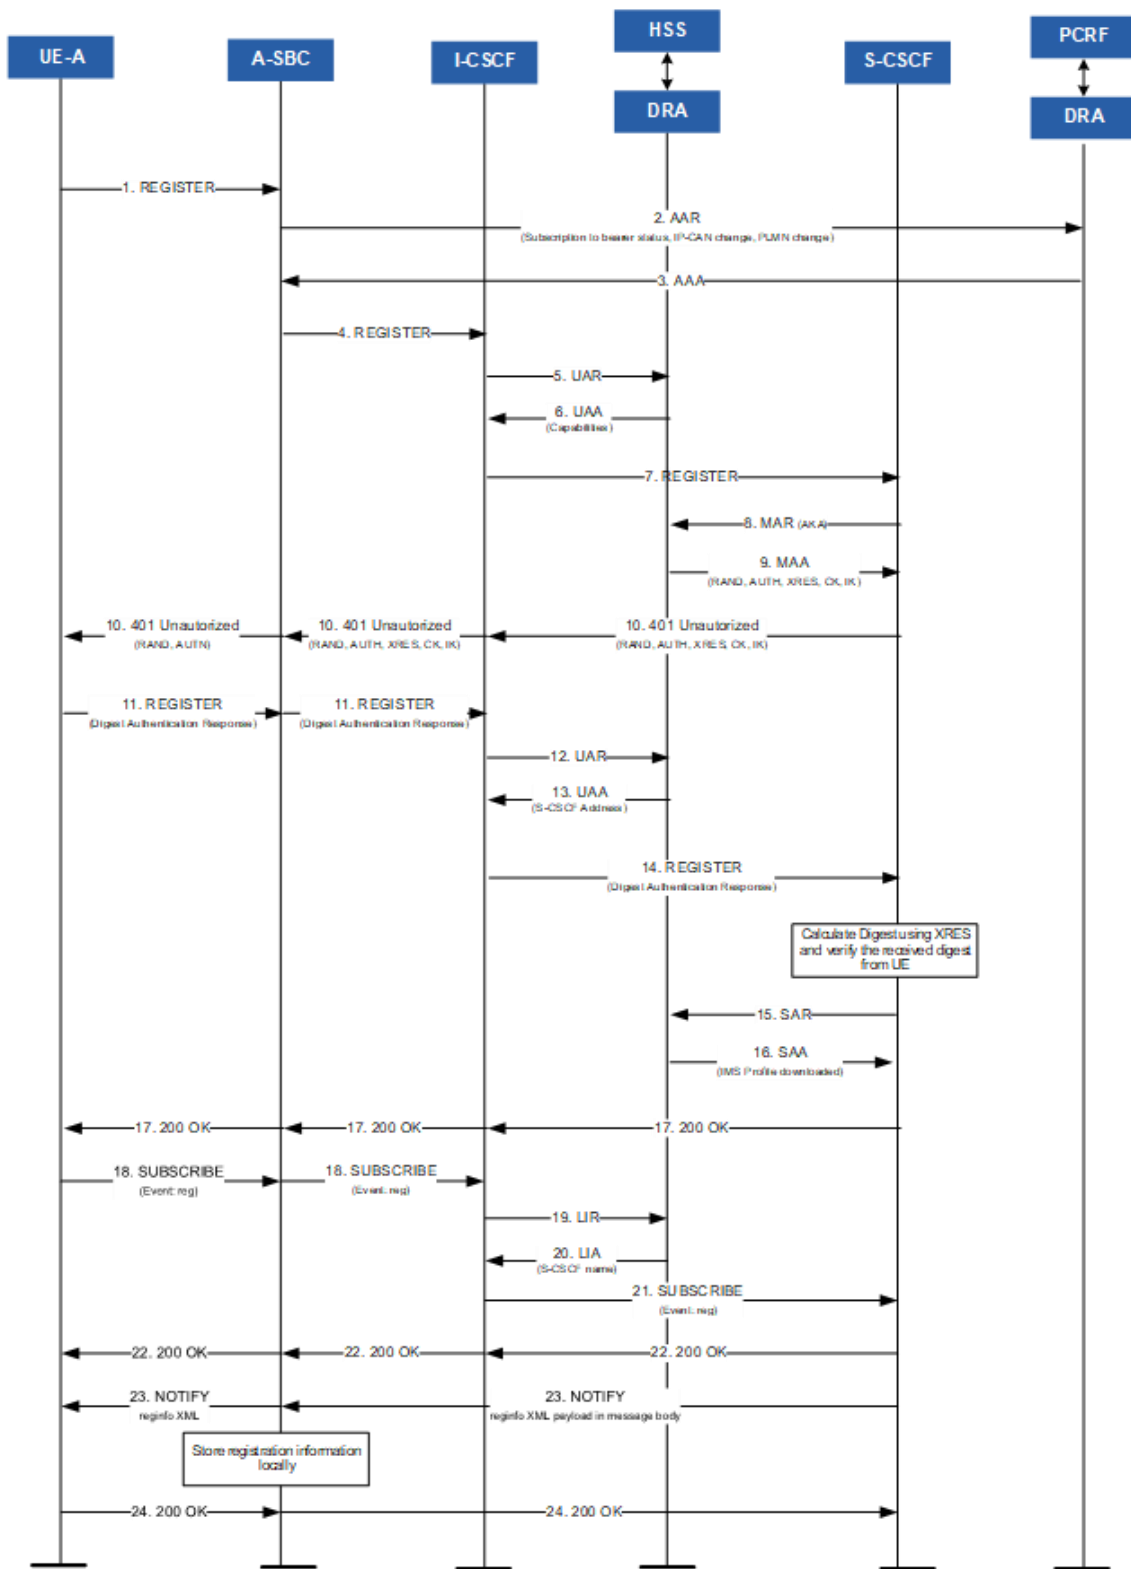 UE-A
A-SBC
I-CSCF
HSS
DRA
S-CSCF
PCRF
DRA
1. REGISTER
2. AAR
(Subscription to bearer status, IP-CAN change, PLMN change)
3. AAA
4. REGISTER
5. UAR
6. UAA
(Capabilities)
7. REGISTER
8. MAR (AKA)
9. MAA
(RAND, AUTH, XRES, CK, IK)
10. 401 Unautorized
(RAND, AUTN)
10. 401 Unautorized
(RAND, AUTH, XRES, CK, IK)
10. 401 Unautorized
(RAND, AUTH, XRES, CK, IK)
11. REGISTER
(Digest Authentication Response)
11. REGISTER
(Digest Authentication Response)
12. UAR
13. UAA
(S-CSCF Address)
14. REGISTER
(Digest Authentication Response)
Calculate Digest using XRES
and verify the received digest
from UE
15. SAR
16. SAA
(IMS Profile downloaded)
17. 200 OK
17. 200 OK
17. 200 OK
18. SUBSCRIBE
(Event: reg)
18. SUBSCRIBE
(Event: reg)
19. LIR
20. LIA
(S-CSCF name)
21. SUBSCRIBE
(Event: reg)
22. 200 OK
22. 200 OK
22. 200 OK
23. NOTIFY
reginfo XML
23. NOTIFY
reginfo XML payload in message body
Store registration information
locally
24. 200 OK
24. 200 OK